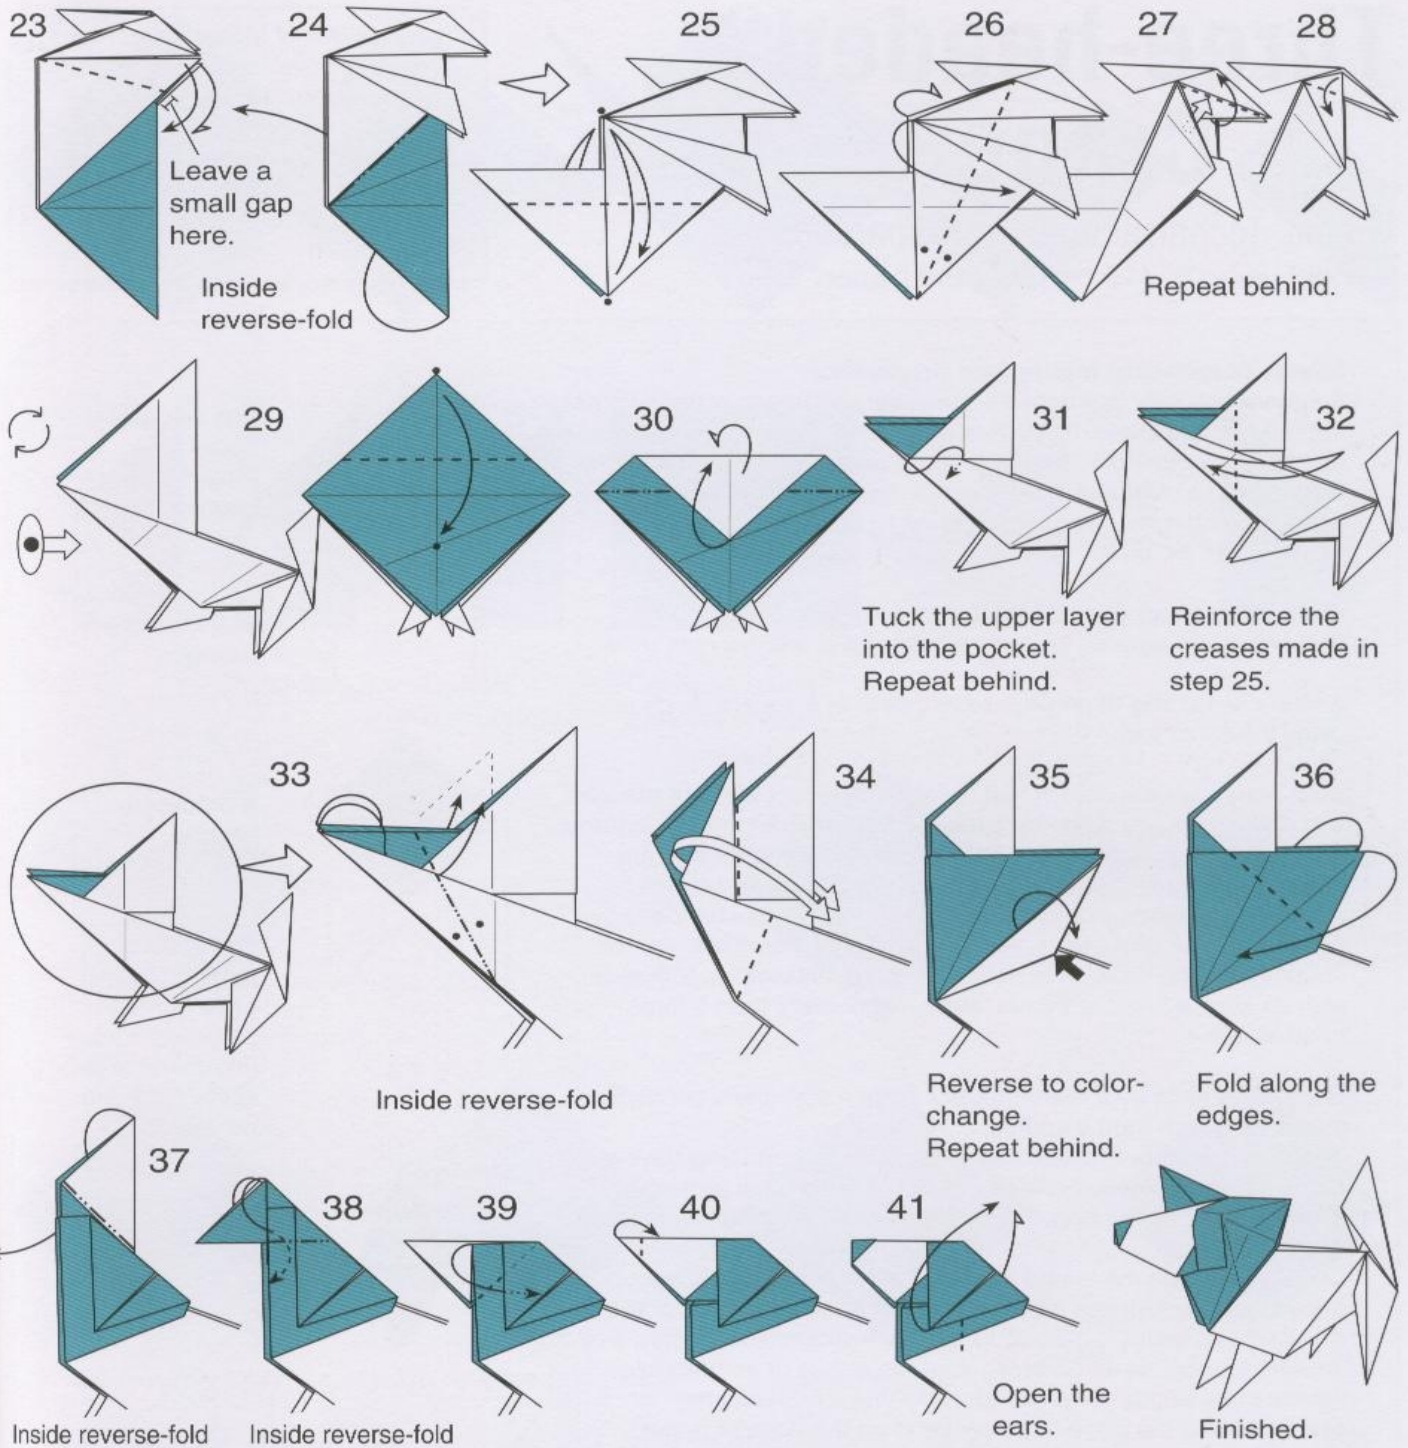 23
24
25
26
27
28
Leave a
small gap
here.
Inside
reverse-fold
Repeat behind.
29
30
31
32
Tuck the upper layer
into the pocket.
Repeat behind.
Reinforce the
creases made in
step 25.
33
34
35
36
Inside reverse-fold
Reverse to color-
change.
Repeat behind.
Fold along the
edges.
37
38
39
40
41
Inside reverse-fold
Inside reverse-fold
Open the
ears.
Finished.